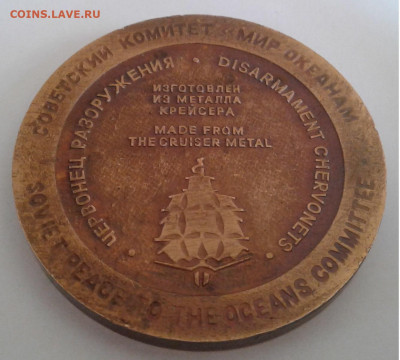 COINS.LAVE.RU
СОВЕТСКИЙ КОМИТЕТ "МИР ОКЕАНАМ"
ЧЕРВОНЕЦ РАЗОРУЖЕНИЯ · DISARMAMENT CHERVONETS ·
ИЗГОТОВЛЕН
ИЗ МЕТАЛЛА
КРЕЙСЕРА
MADE FROM
THE CRUISER METAL
SOVIET PEACE TO THE OCEANS COMMITTEE